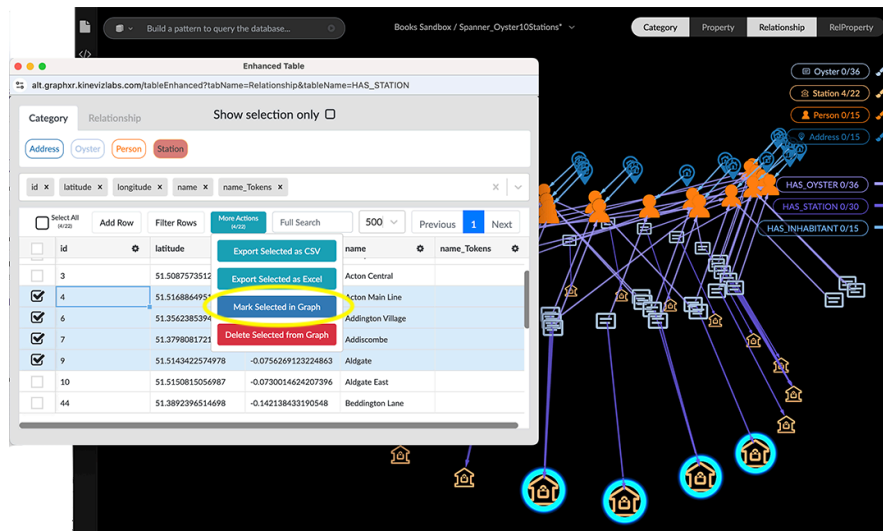 Build a pattern to query the database...
Books Sandbox / Spanner_Oyster10Stations*
Category Property Relationship RelProperty
Enhanced Table
alt.graphxr.kinevizlabs.com/tableEnhanced?tabName=Relationship&tableName=HAS_STATION
Category Relationship Show selection only
Address Oyster Person Station
id × latitude × longitude × name × name_Tokens ×
Select All (4/22) Add Row Filter Rows More Actions (4/22) Full Search 500 Previous 1 Next
id latitude name name_Tokens
Export Selected as CSV
Export Selected as Excel
Mark Selected in Graph
Delete Selected from Graph
3 51.5087573512 Acton Central
4 51.5168864951 Acton Main Line
6 51.3562385394 Addington Village
7 51.3798081721 Addiscombe
9 51.5143422574978 -0.0756269123224863 Aldgate
10 51.5150815056987 -0.0730014624207396 Aldgate East
44 51.3892396514698 -0.142138433190548 Beddington Lane
Oyster 0/36
Station 4/22
Person 0/15
Address 0/15
HAS_OYSTER 0/36
HAS_STATION 0/30
HAS_INHABITANT 0/15